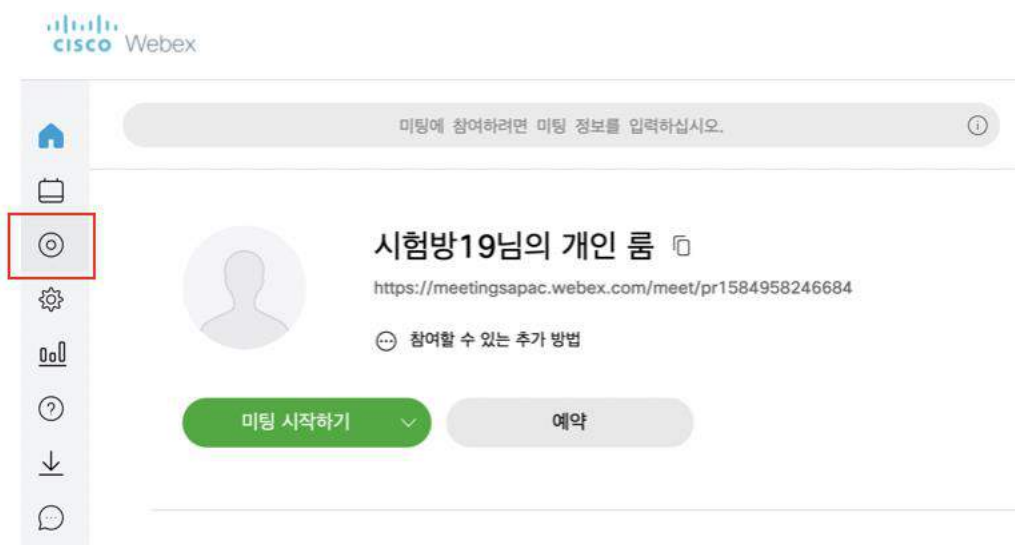 CISCO Webex
미팅에 참여하려면 미팅 정보를 입력하십시오.
시험방19님의 개인 룸
https://meetingsapac.webex.com/meet/pr1584958246684
참여할 수 있는 추가 방법
미팅 시작하기
예약